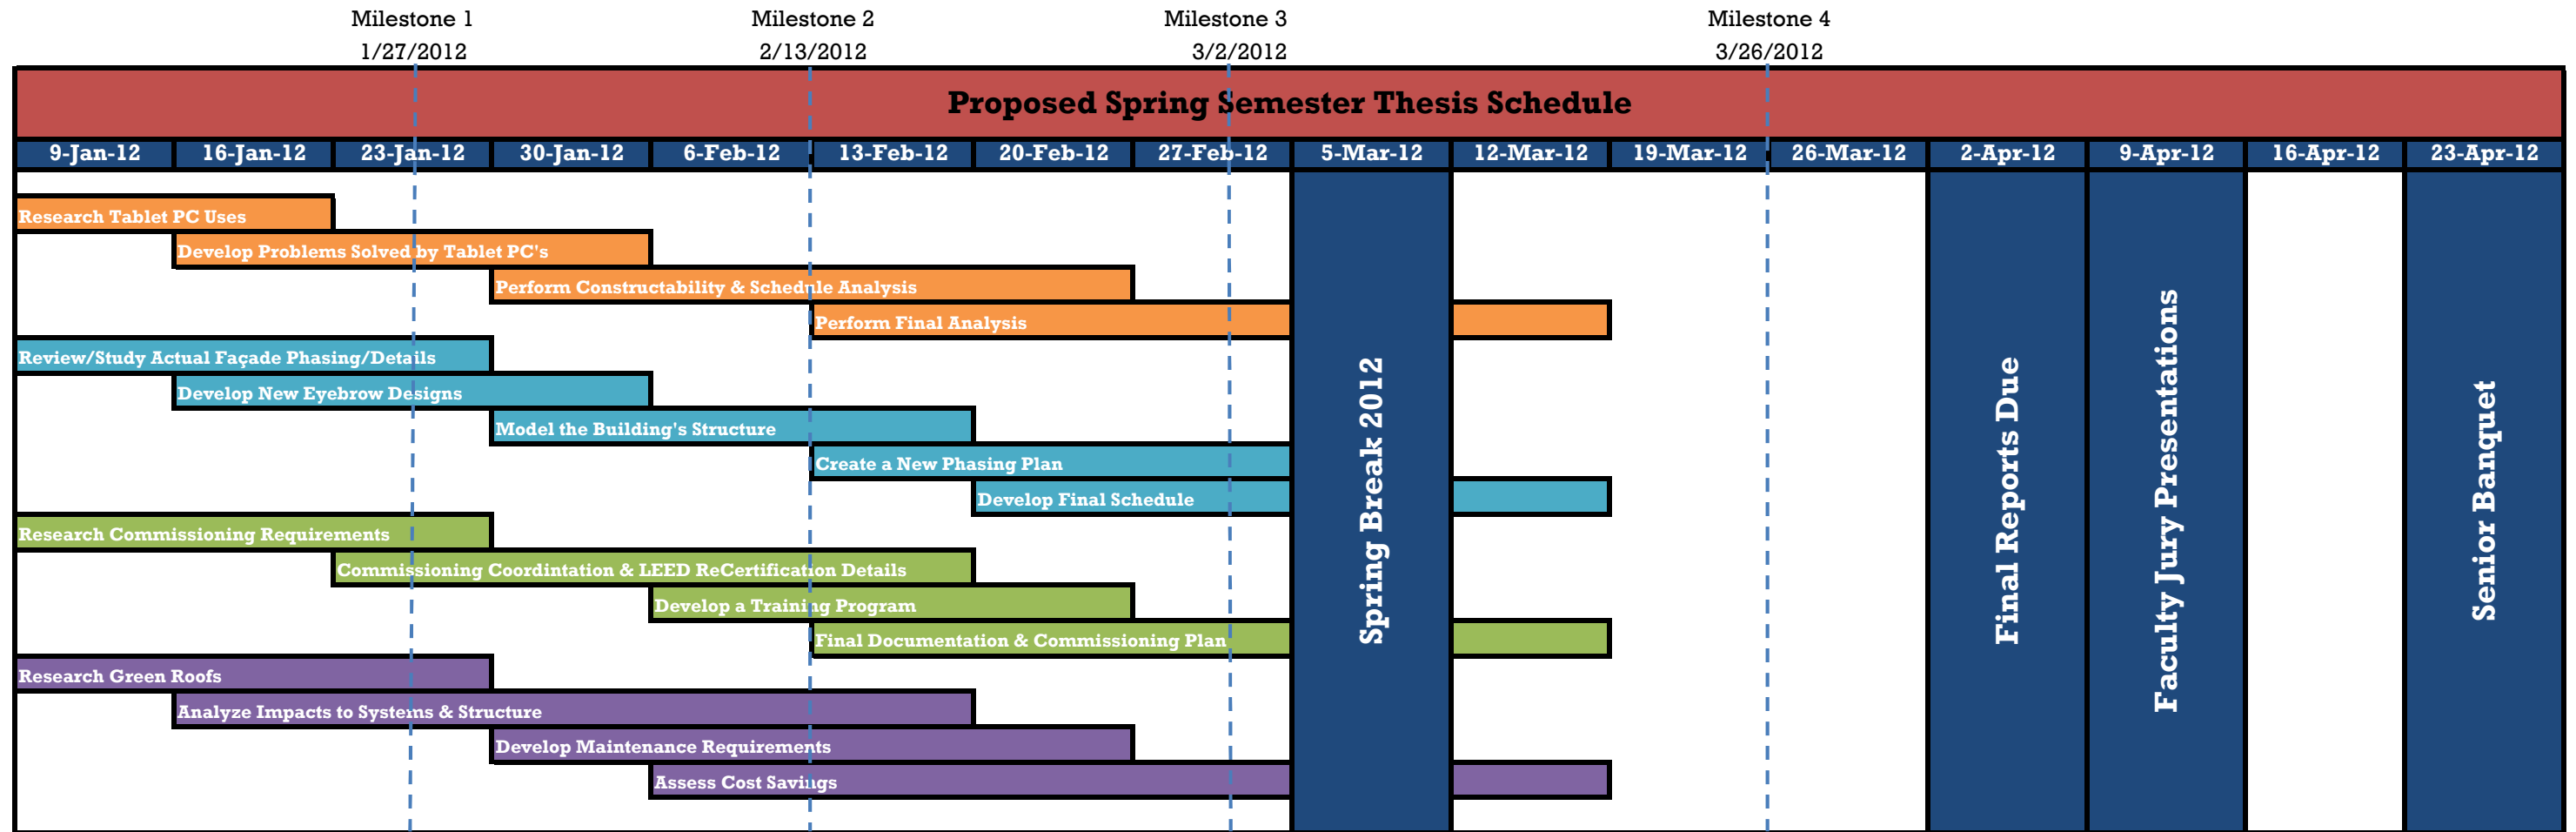 Milestone 1
1/27/2012
Milestone 2
2/13/2012
Milestone 3
3/2/2012
Milestone 4
3/26/2012
Proposed Spring Semester Thesis Schedule
9-Jan-12 16-Jan-12 23-Jan-12 30-Jan-12 6-Feb-12 13-Feb-12 20-Feb-12 27-Feb-12 5-Mar-12 12-Mar-12 19-Mar-12 26-Mar-12 2-Apr-12 9-Apr-12 16-Apr-12 23-Apr-12
Research Tablet PC Uses
Develop Problems Solved by Tablet PC's
Perform Constructability & Schedule Analysis
Perform Final Analysis
Review/Study Actual Façade Phasing/Details
Develop New Eyebrow Designs
Model the Building's Structure
Create a New Phasing Plan
Develop Final Schedule
Research Commissioning Requirements
Commissioning Coordintation & LEED ReCertification Details
Develop a Training Program
Final Documentation & Commissioning Plan
Research Green Roofs
Analyze Impacts to Systems & Structure
Develop Maintenance Requirements
Assess Cost Savings
Spring Break 2012
Final Reports Due
Faculty Jury Presentations
Senior Banquet